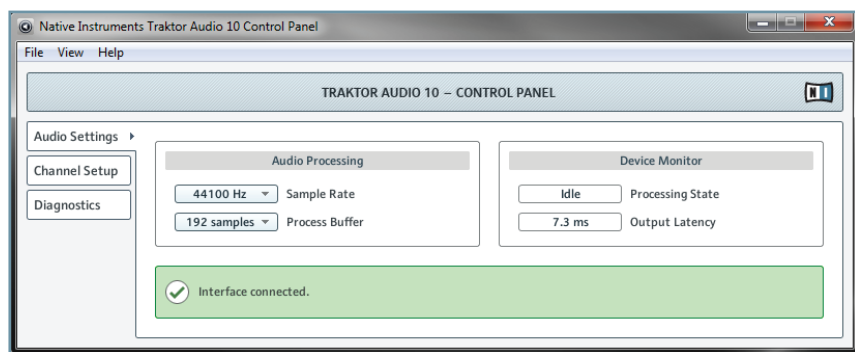 Native Instruments Traktor Audio 10 Control Panel
File View Help
TRAKTOR AUDIO 10 – CONTROL PANEL
NI
Audio Settings
Channel Setup
Diagnostics
Audio Processing
44100 Hz Sample Rate
192 samples Process Buffer
Device Monitor
Idle Processing State
7.3 ms Output Latency
Interface connected.